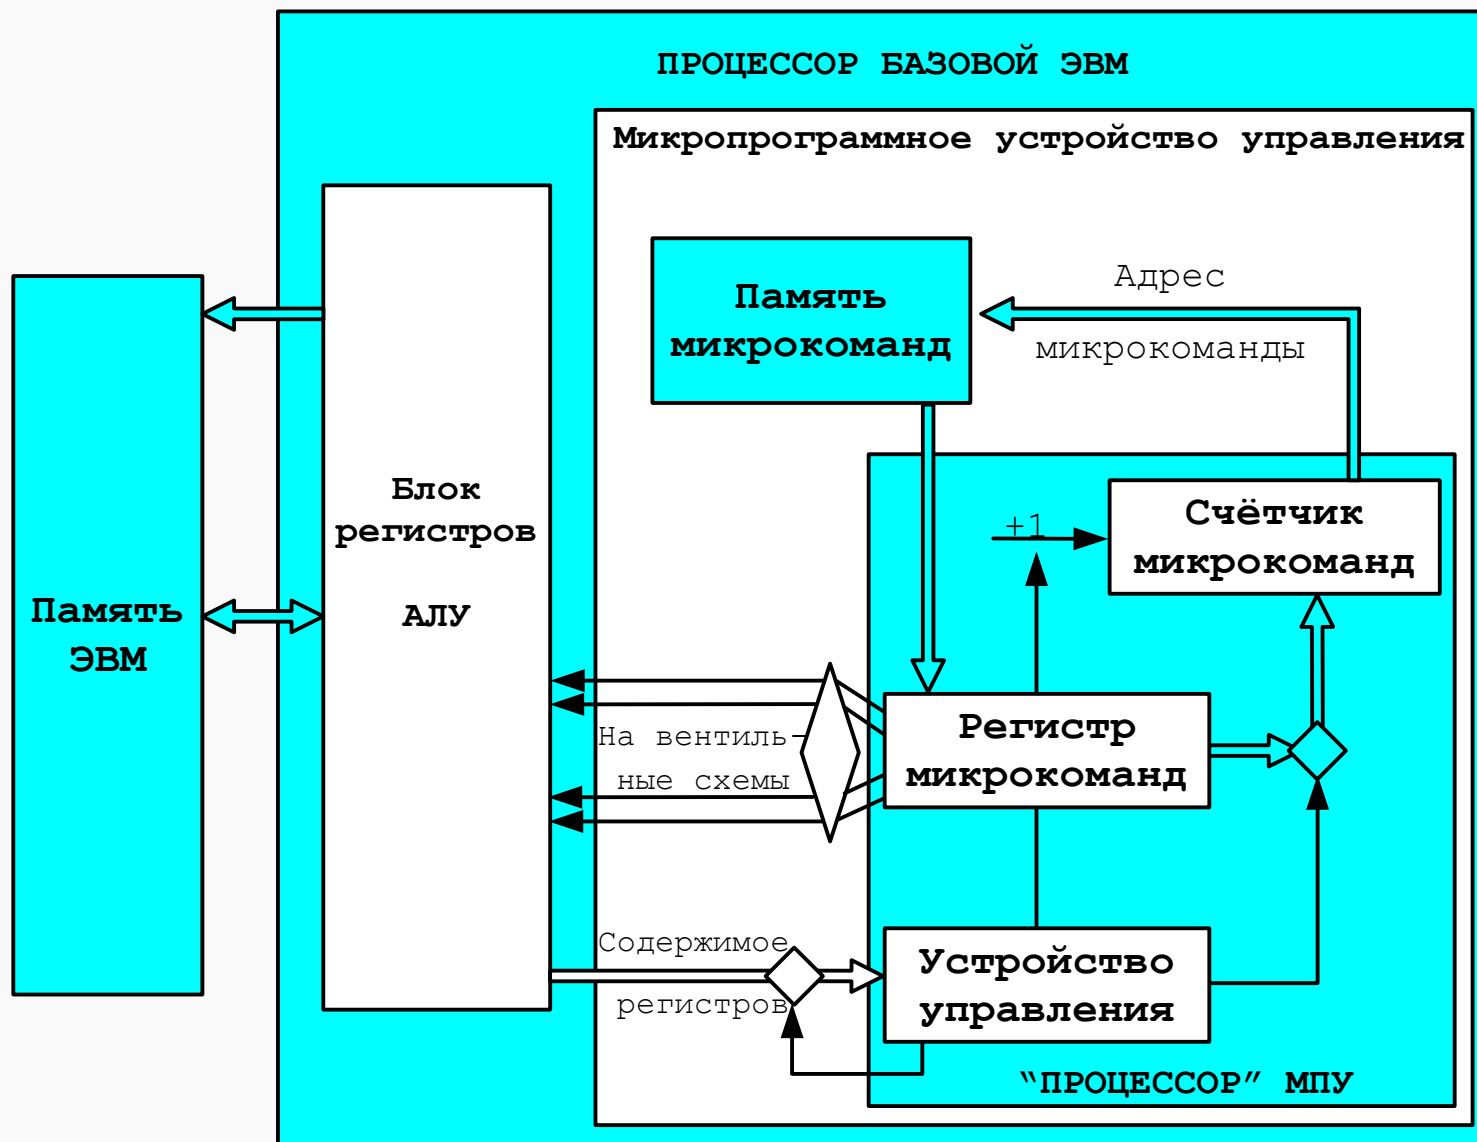 ПРОЦЕССОР БАЗОВОЙ ЭВМ
Микропрограммное устройство управления
Память
микрокоманд
Адрес
микрокоманды
Блок
регистров
АЛУ
Память
ЭВМ
+1
Счётчик
микрокоманд
На вентиль-
ные схемы
Регистр
микрокоманд
Содержимое
регистров
Устройство
управления
“ПРОЦЕССОР” МПУ